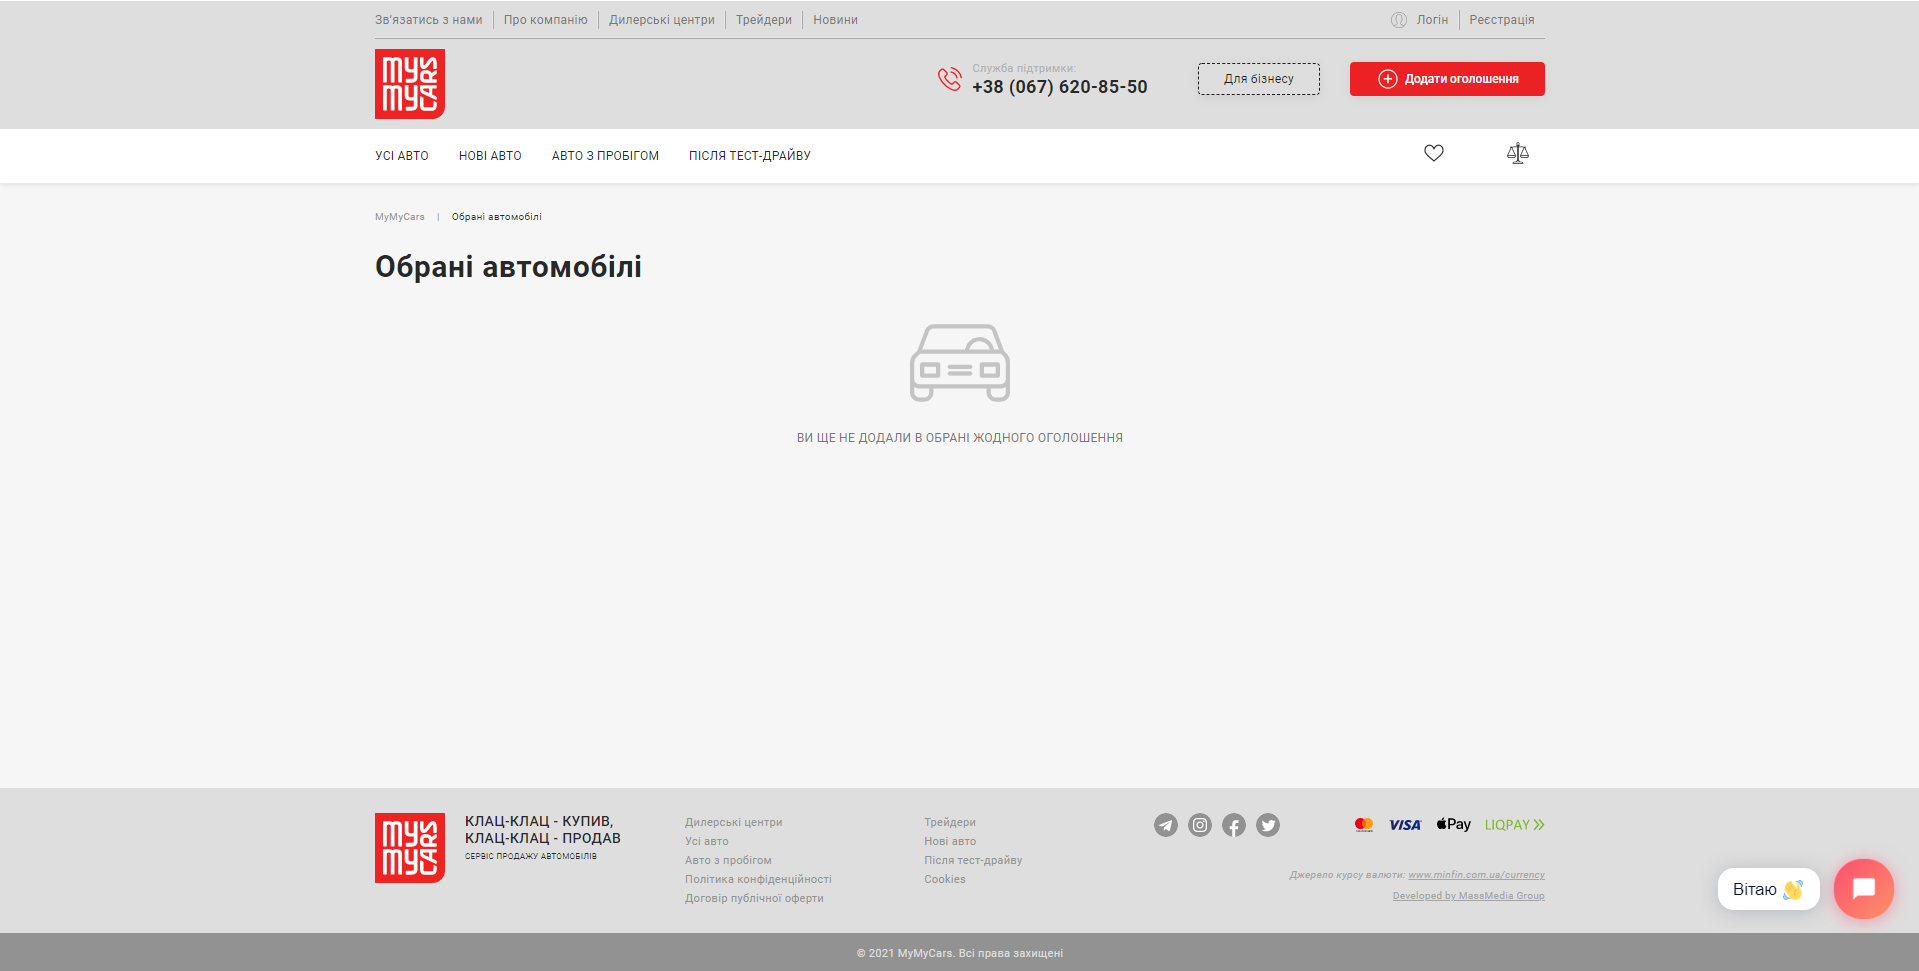 Зв'язатись з нами
Про компанію
Дилерські центри
Трейдери
Новини
Логін
Реєстрація
MY
MY
CARS
Служба підтримки:
+38 (067) 620-85-50
Для бізнесу
Додати оголошення
УСІ АВТО
НОВІ АВТО
АВТО З ПРОБІГОМ
ПІСЛЯ ТЕСТ-ДРАЙВУ
MyMyCars | Обрані автомобілі
Обрані автомобілі
ВИ ЩЕ НЕ ДОДАЛИ В ОБРАНІ ЖОДНОГО ОГОЛОШЕННЯ
MY
MY
CARS
КЛАЦ-КЛАЦ - КУПИВ,
КЛАЦ-КЛАЦ - ПРОДАВ
СЕРВІС ПРОДАЖУ АВТОМОБІЛІВ
Дилерські центри
Усі авто
Авто з пробігом
Політика конфіденційності
Договір публічної оферти
Трейдери
Нові авто
Після тест-драйву
Cookies
VISA
Pay
LIQPAY
Джерело курсу валюти: www.minfin.com.ua/currency
Developed by MassMedia Group
Вітаю
© 2021 MyMyCars. Всі права захищені